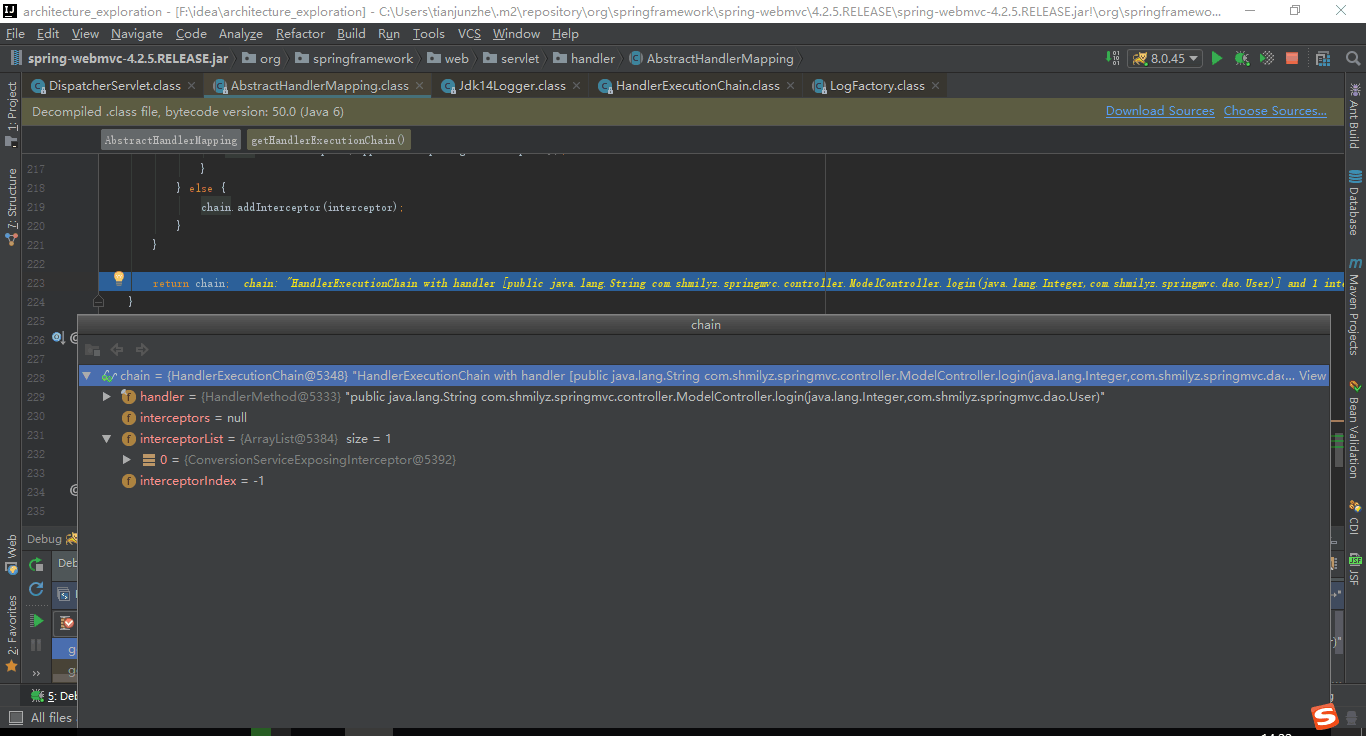 architecture_exploration - [F:\idea\architecture_exploration] - C:\Users\tianjunzhe\.m2\repository\org\springframework\spring-webmvc\4.2.5.RELEASE\spring-webmvc-4.2.5.RELEASE.jar!\org\springframewo...
File Edit View Navigate Code Analyze Refactor Build Run Tools VCS Window Help
spring-webmvc-4.2.5.RELEASE.jar org springframework web servlet handler AbstractHandlerMapping 8.0.45
DispatcherServlet.class AbstractHandlerMapping.class Jdk14Logger.class HandlerExecutionChain.class LogFactory.class
Decompiled .class file, bytecode version: 50.0 (Java 6) Download Sources Choose Sources...
AbstractHandlerMapping getHandlerExecutionChain()
217 }
218 } else {
219 chain.addInterceptor(interceptor);
220 }
221 }
222
223 return chain; chain: "HandlerExecutionChain with handler [public java.lang.String com.shmilyz.springmvc.controller.ModelController.login(java.lang.Integer,com.shmilyz.springmvc.dao.User)] and 1 inte
224 }
225
226
227
228
229
230
231
232
233
234
235
chain
chain = {HandlerExecutionChain@5348} "HandlerExecutionChain with handler [public java.lang.String com.shmilyz.springmvc.controller.ModelController.login(java.lang.Integer,com.shmilyz.springmvc.dao... View
handler = {HandlerMethod@5333} "public java.lang.String com.shmilyz.springmvc.controller.ModelController.login(java.lang.Integer,com.shmilyz.springmvc.dao.User)"
interceptors = null
interceptorList = {ArrayList@5384} size = 1
0 = {ConversionServiceExposingInterceptor@5392}
interceptorIndex = -1
1: Project
7: Structure
Web
2: Favorites
Debug
Deb
g
g
5: Deb
All files
Ant Build
Database
Maven Projects
Bean Validation
CDI
JSF